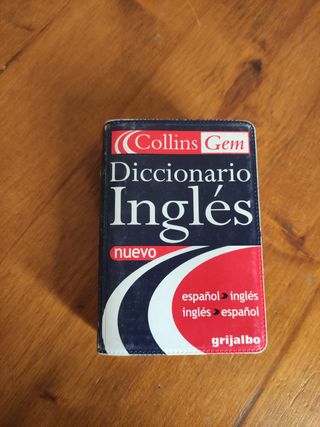 Collins Gem
Diccionario
Inglés
nuevo
español > inglés
inglés > español
grijalbo